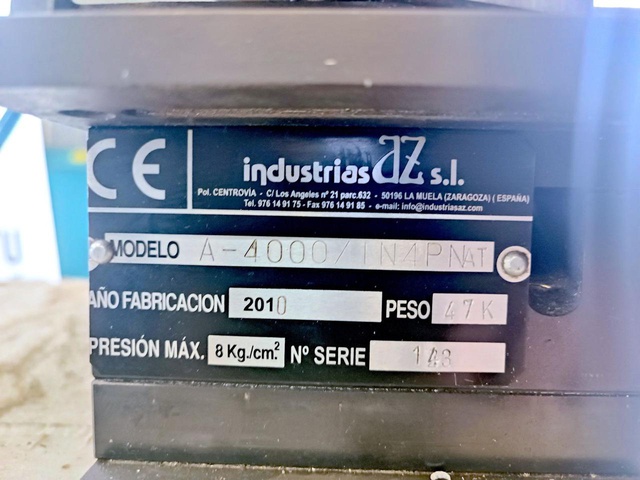 CE industrias AZ s.l.
Pol. CENTROVÍA - C/ Los Angeles nº 21 parc.632 - 50196 LA MUELA (ZARAGOZA) ( ESPAÑA)
Tel. 976 14 91 75 - Fax 976 14 91 85 - e-mail: info@industriasaz.com
MODELO A-4000/1N4PNAT
AÑO FABRICACION 2010 PESO 47K
PRESIÓN MÁX. 8 Kg./cm.² Nº SERIE 148